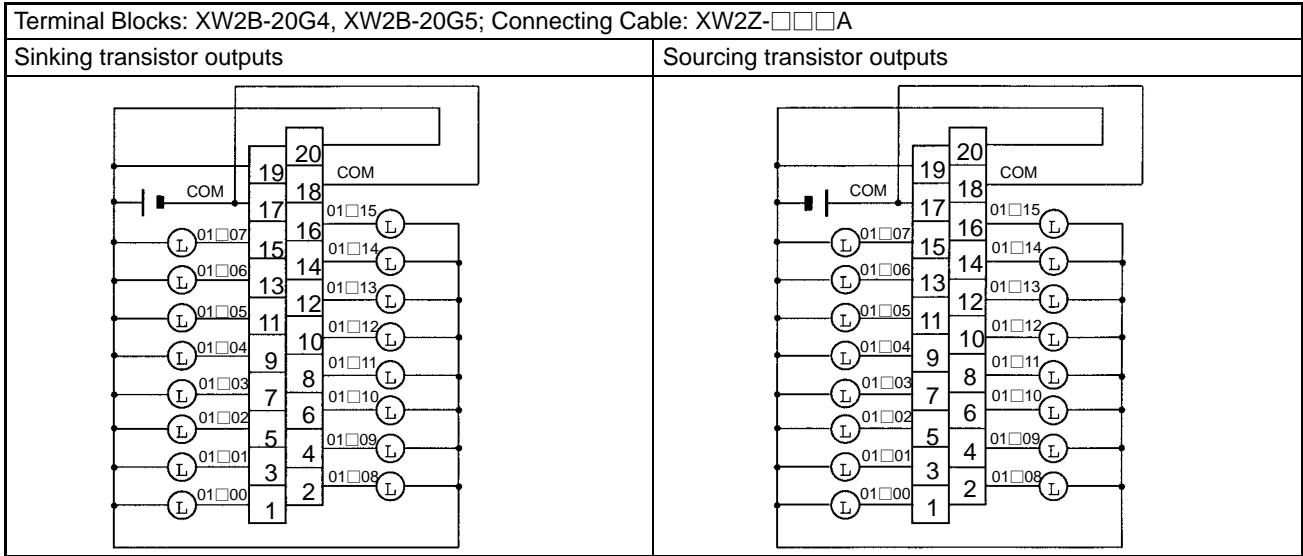 Terminal Blocks: XW2B-20G4, XW2B-20G5; Connecting Cable: XW2Z-□□□A
Sinking transistor outputs
20
19
COM
18
COM
17
01□15
16
L
01□07
L
15
01□14
14
L
01□06
L
13
01□13
12
L
01□05
L
11
01□12
10
L
01□04
L
9
01□11
8
L
01□03
L
7
01□10
6
L
01□02
L
5
01□09
4
L
01□01
L
3
01□08
2
L
01□00
L
1
Sourcing transistor outputs
20
19
COM
18
COM
17
01□15
16
L
01□07
L
15
01□14
14
L
01□06
L
13
01□13
12
L
01□05
L
11
01□12
10
L
01□04
L
9
01□11
8
L
01□03
L
7
01□10
6
L
01□02
L
5
01□09
4
L
01□01
L
3
01□08
2
L
01□00
L
1